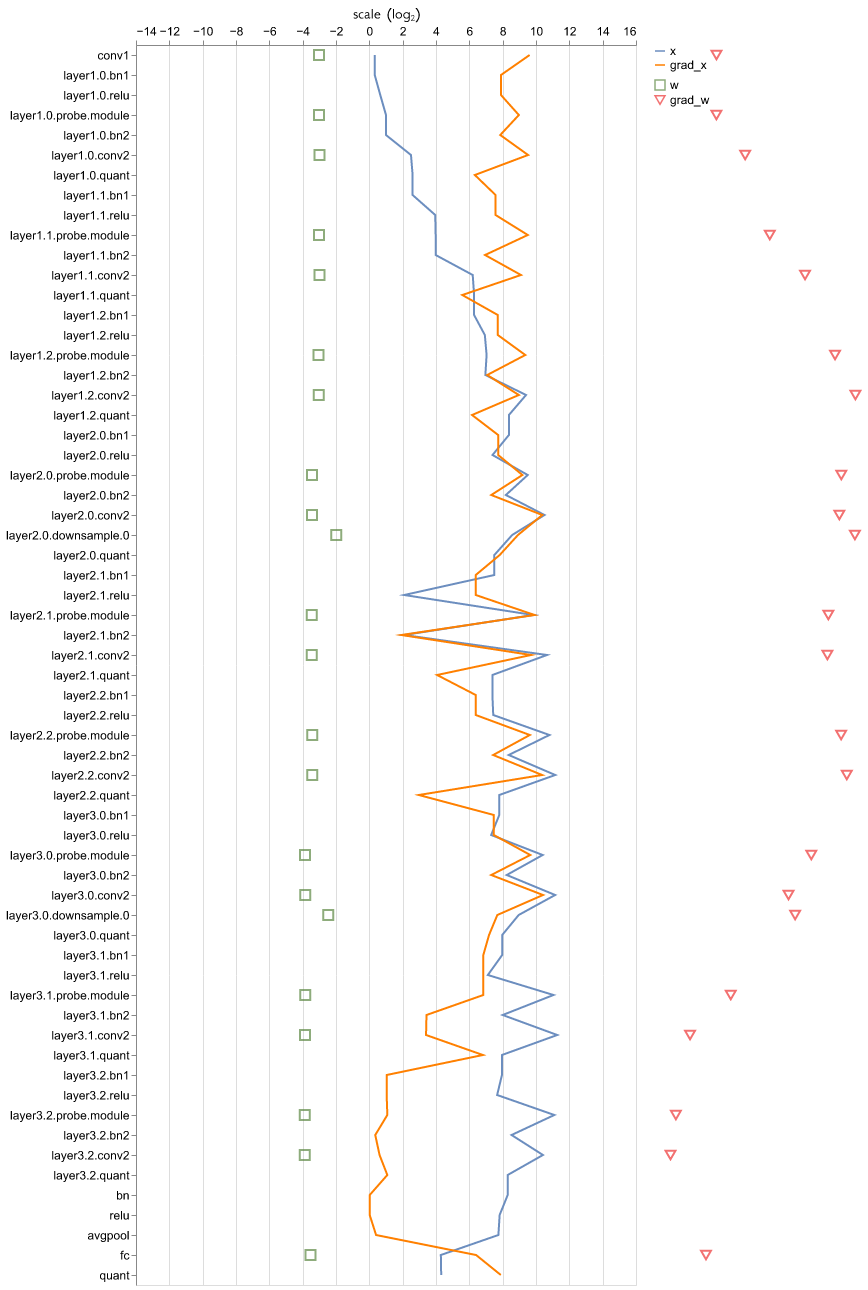 scale (log₂)
−14 −12 −10 −8 −6 −4 −2 0 2 4 6 8 10 12 14 16
x
grad_x
w
grad_w
conv1
layer1.0.bn1
layer1.0.relu
layer1.0.probe.module
layer1.0.bn2
layer1.0.conv2
layer1.0.quant
layer1.1.bn1
layer1.1.relu
layer1.1.probe.module
layer1.1.bn2
layer1.1.conv2
layer1.1.quant
layer1.2.bn1
layer1.2.relu
layer1.2.probe.module
layer1.2.bn2
layer1.2.conv2
layer1.2.quant
layer2.0.bn1
layer2.0.relu
layer2.0.probe.module
layer2.0.bn2
layer2.0.conv2
layer2.0.downsample.0
layer2.0.quant
layer2.1.bn1
layer2.1.relu
layer2.1.probe.module
layer2.1.bn2
layer2.1.conv2
layer2.1.quant
layer2.2.bn1
layer2.2.relu
layer2.2.probe.module
layer2.2.bn2
layer2.2.conv2
layer2.2.quant
layer3.0.bn1
layer3.0.relu
layer3.0.probe.module
layer3.0.bn2
layer3.0.conv2
layer3.0.downsample.0
layer3.0.quant
layer3.1.bn1
layer3.1.relu
layer3.1.probe.module
layer3.1.bn2
layer3.1.conv2
layer3.1.quant
layer3.2.bn1
layer3.2.relu
layer3.2.probe.module
layer3.2.bn2
layer3.2.conv2
layer3.2.quant
bn
relu
avgpool
fc
quant